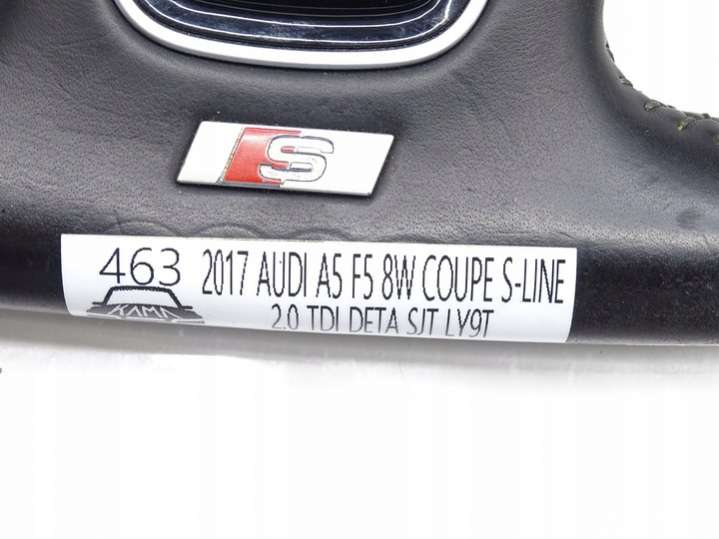 S
463 2017 AUDI A5 F5 8W COUPE S-LINE
KAMA 2.0 TDI DETA SJT LY9T